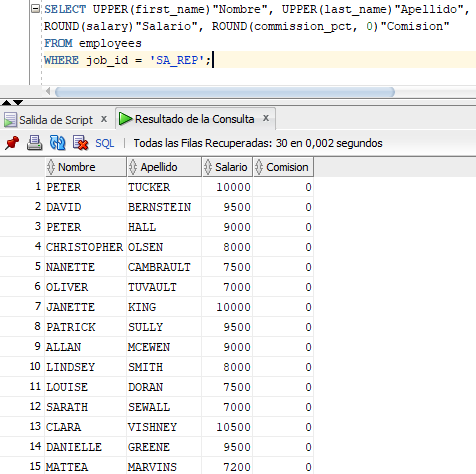 SELECT UPPER(first_name)"Nombre", UPPER(last_name)"Apellido",
ROUND(salary)"Salario", ROUND(commission_pct, 0)"Comision"
FROM employees
WHERE job_id = 'SA_REP';
Salida de Script x Resultado de la Consulta x
SQL | Todas las Filas Recuperadas: 30 en 0,002 segundos
Nombre Apellido Salario Comision
1 PETER TUCKER 10000 0
2 DAVID BERNSTEIN 9500 0
3 PETER HALL 9000 0
4 CHRISTOPHER OLSEN 8000 0
5 NANETTE CAMBRAULT 7500 0
6 OLIVER TUVAULT 7000 0
7 JANETTE KING 10000 0
8 PATRICK SULLY 9500 0
9 ALLAN MCEWEN 9000 0
10 LINDSEY SMITH 8000 0
11 LOUISE DORAN 7500 0
12 SARATH SEWALL 7000 0
13 CLARA VISHNEY 10500 0
14 DANIELLE GREENE 9500 0
15 MATTEA MARVINS 7200 0